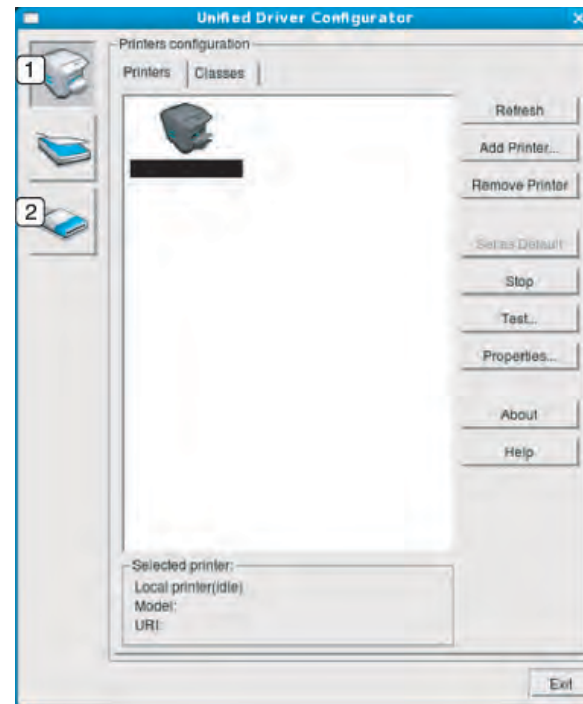 Unified Driver Configurator
Printers configuration
Printers
Classes
1
2
Refresh
Add Printer...
Remove Printer
Set as Default
Stop
Test...
Properties...
About
Help
Selected printer:
Local printer(idle)
Model:
URI:
Exit